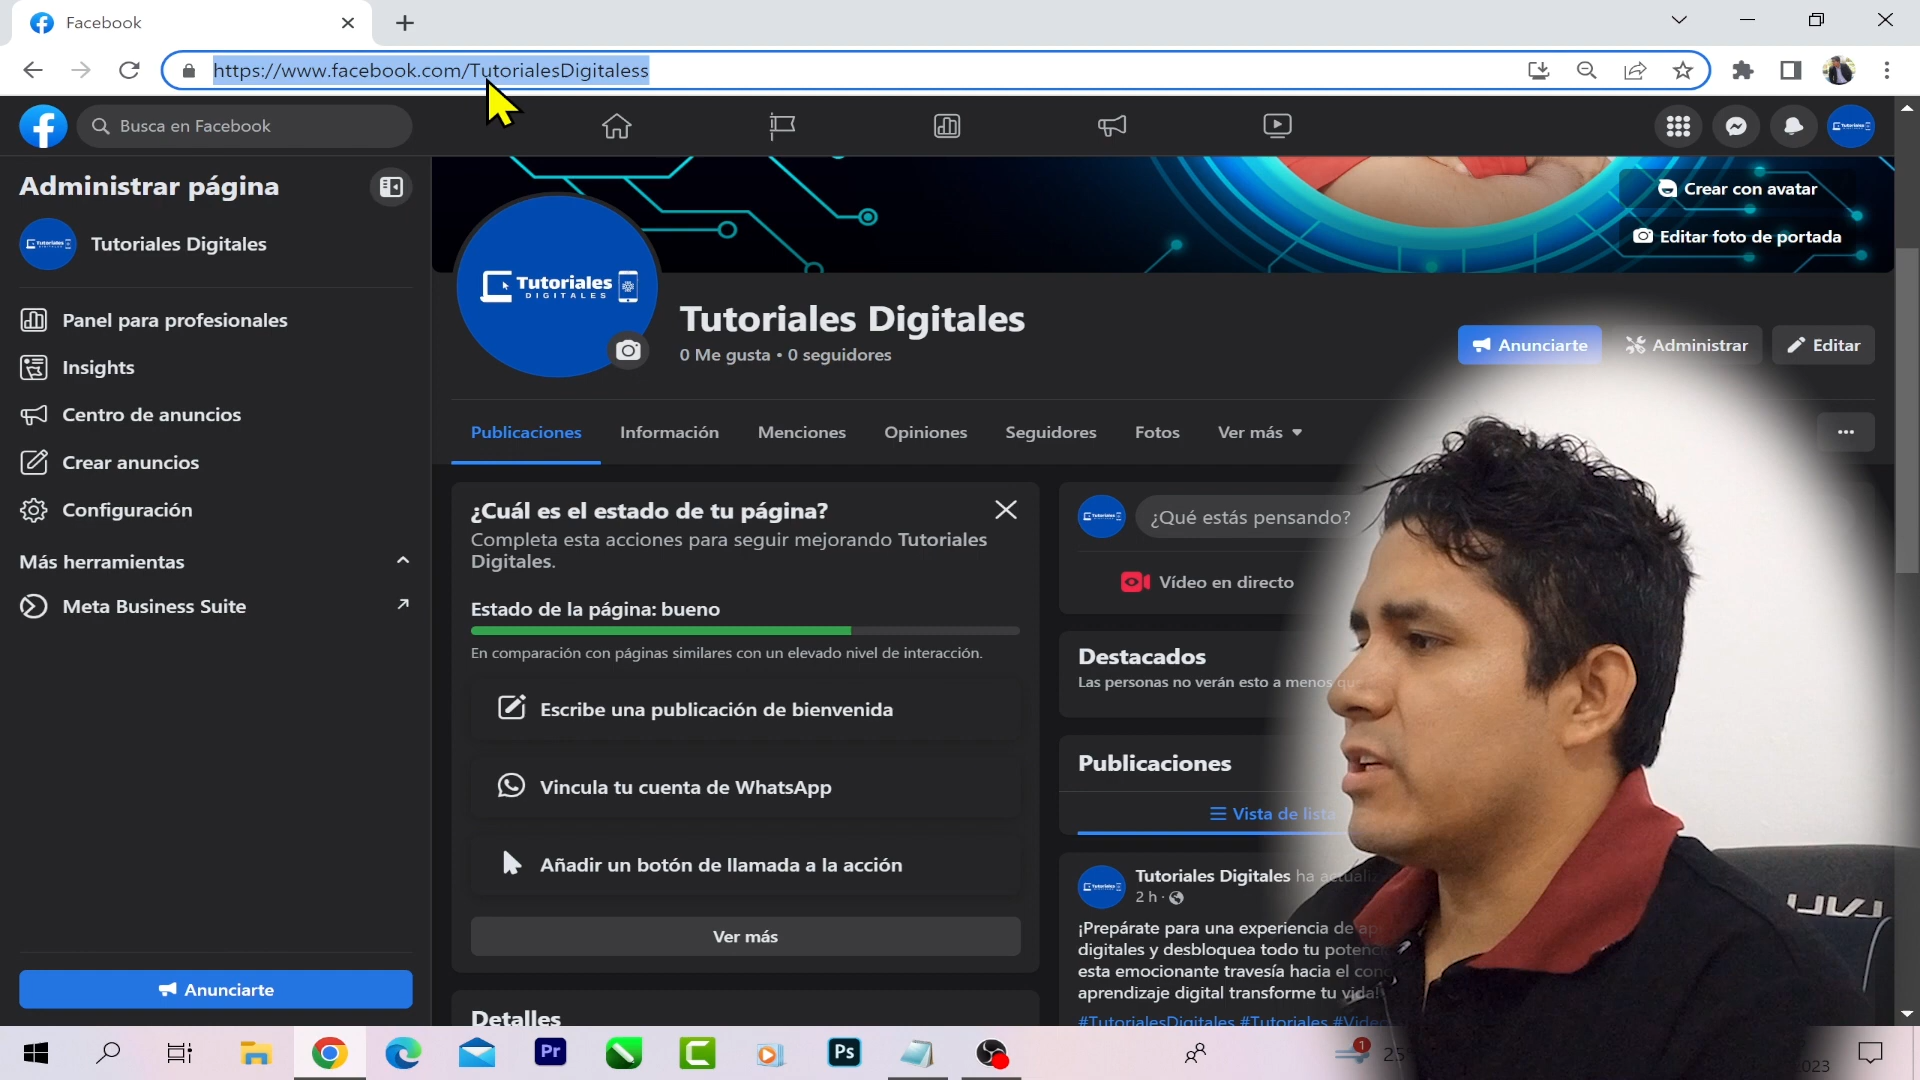 Facebook
https://www.facebook.com/TutorialesDigitaless
Busca en Facebook
Administrar página
Tutoriales Digitales
Panel para profesionales
Insights
Centro de anuncios
Crear anuncios
Configuración
Más herramientas
Meta Business Suite
Anunciarte
Crear con avatar
Editar foto de portada
Tutoriales
DIGITALES
Tutoriales Digitales
0 Me gusta • 0 seguidores
Anunciarte
Administrar
Editar
Publicaciones
Información
Menciones
Opiniones
Seguidores
Fotos
Ver más
¿Cuál es el estado de tu página?
Completa esta acciones para seguir mejorando Tutoriales
Digitales.
Estado de la página: bueno
En comparación con páginas similares con un elevado nivel de interacción.
Escribe una publicación de bienvenida
Vincula tu cuenta de WhatsApp
Añadir un botón de llamada a la acción
Ver más
Detalles
¿Qué estás pensando?
Vídeo en directo
Destacados
Las personas no verán esto a menos
Publicaciones
Vista de lista
Tutoriales Digitales ha
2 h
¡Prepárate para una experiencia de
digitales y desbloquea todo tu
esta emocionante travesía hacia el
aprendizaje digital transforme tu vida!
#TutorialesDigitales #Tutoriales
Pr
Ps
1